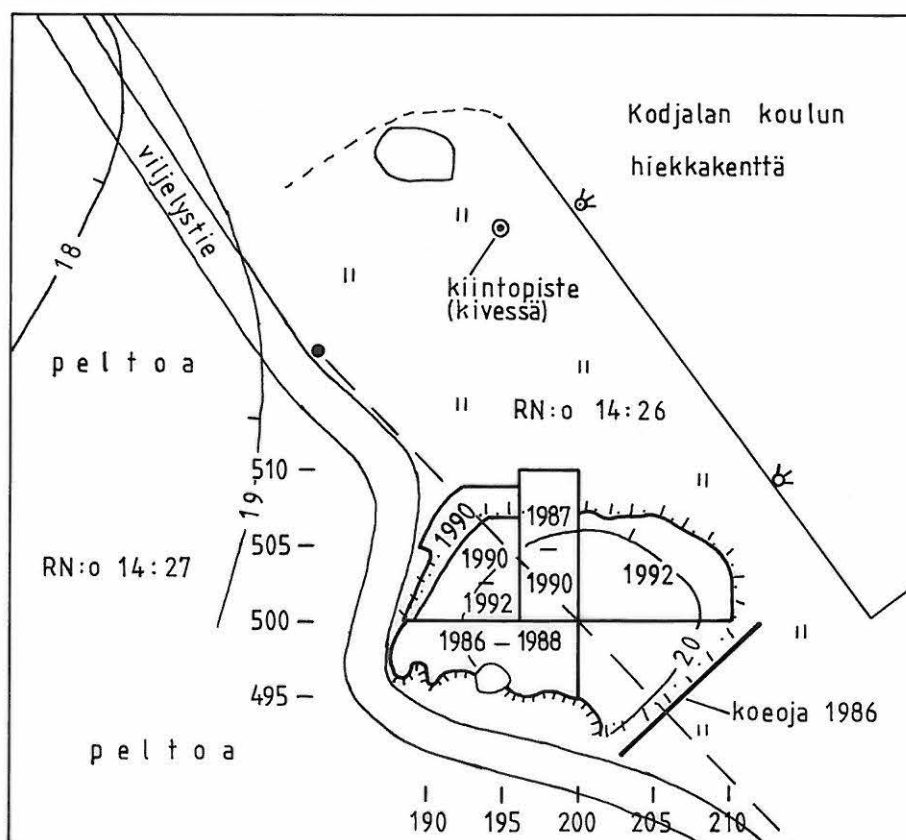 Kodjalan koulun
hiekkakenttä
viljelystie
18
kiintopiste
(kivessä)
peltoa
RN:o 14:26
510
19
505
RN:o 14:27
500
495
1990
1987
–
1990
1990
–
1992
1992
1986 – 1988
20
koeoja 1986
peltoa
190
195
200
205
210